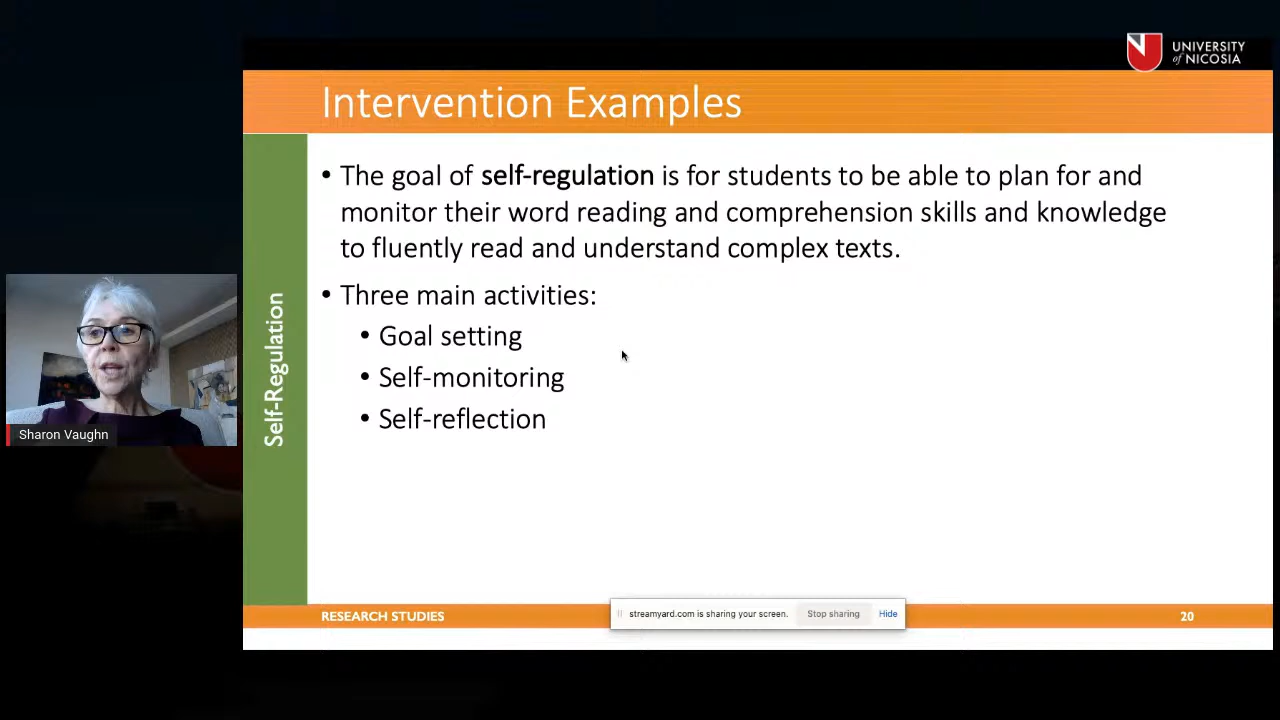 UNIVERSITY
of NICOSIA
Intervention Examples
• The goal of self-regulation is for students to be able to plan for and
monitor their word reading and comprehension skills and knowledge
to fluently read and understand complex texts.
• Three main activities:
• Goal setting
• Self-monitoring
• Self-reflection
Self-Regulation
Sharon Vaughn
RESEARCH STUDIES
streamyard.com is sharing your screen. Stop sharing Hide
20